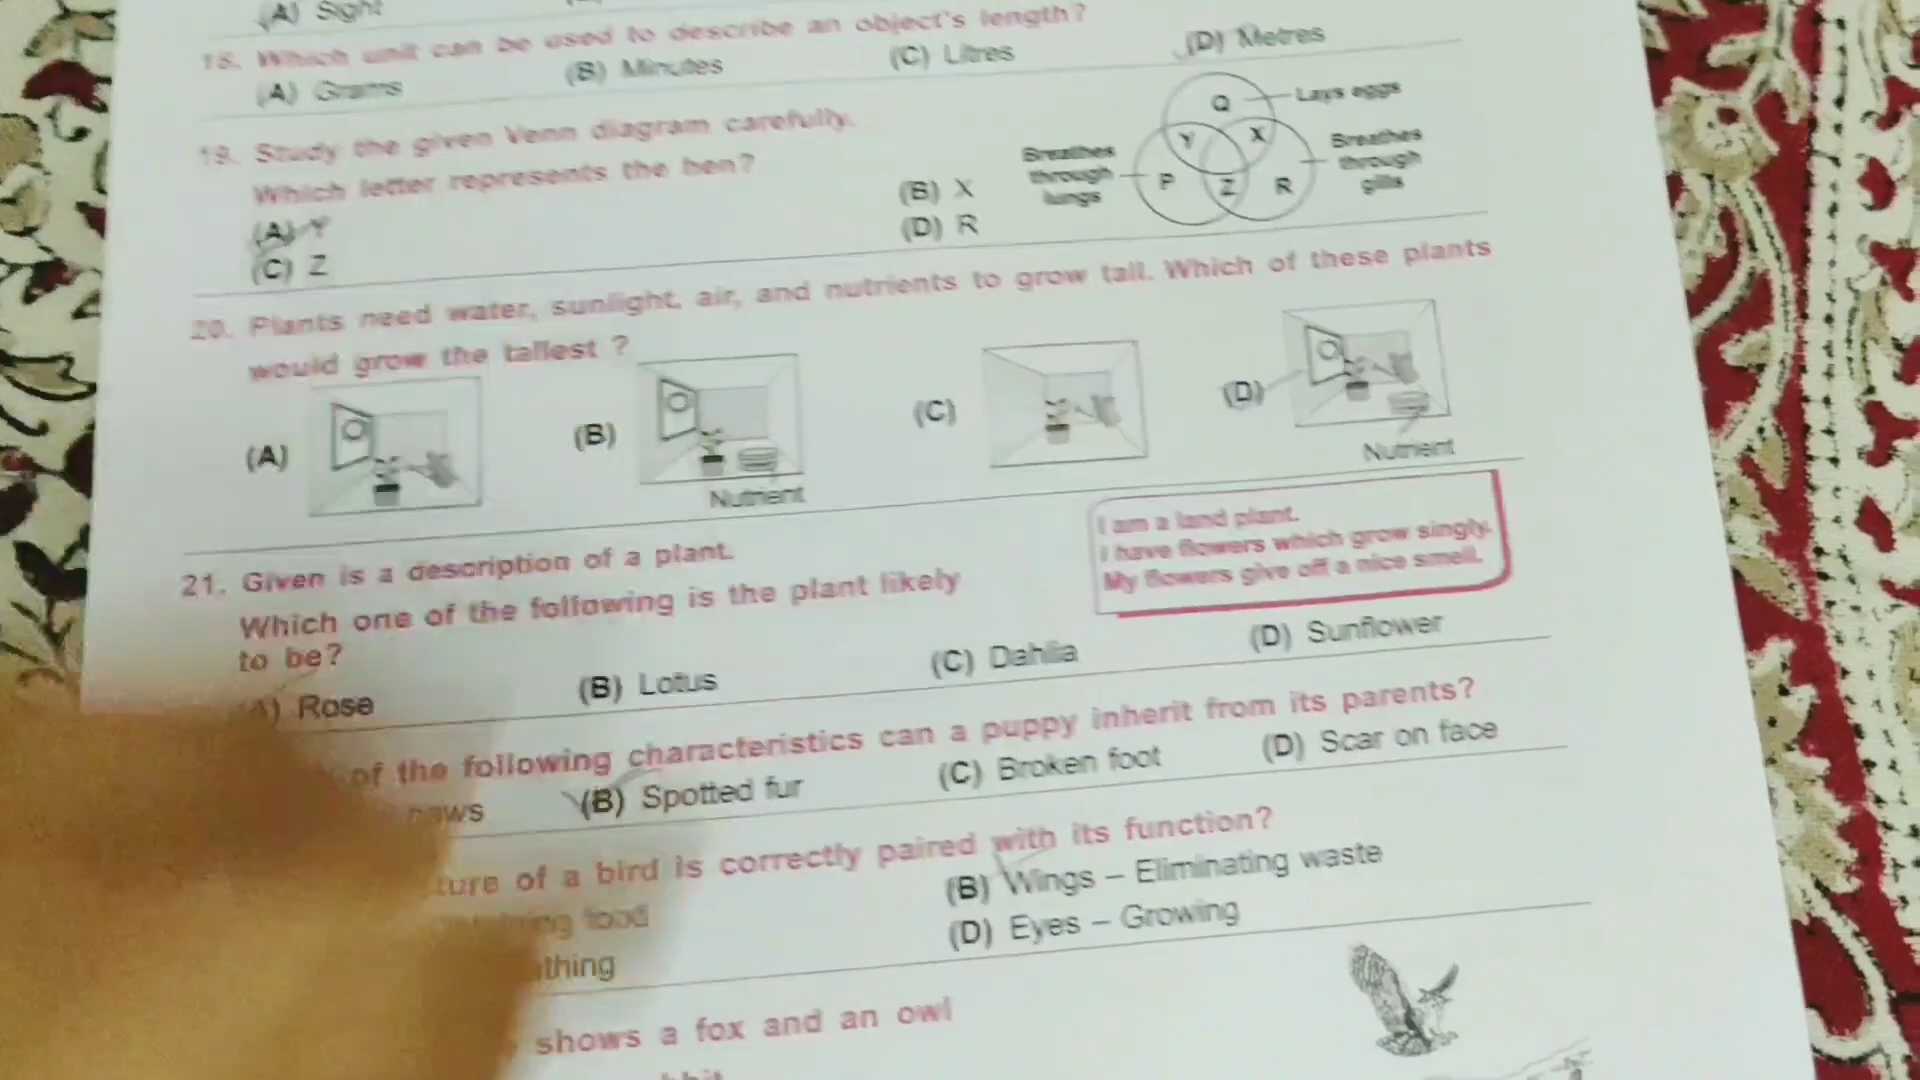 (A) Sight
18. Which unit can be used to describe an object's length?
(A) Grams (B) Minutes (C) Litres (D) Metres
19. Study the given Venn diagram carefully.
Which letter represents the hen?
(A) Y (B) X
(C) Z (D) R
Q Lays eggs
Y X
Breathes through lungs
P Z R
Breathes through gills
20. Plants need water, sunlight, air, and nutrients to grow tall. Which of these plants
would grow the tallest ?
(A) (B) (C) (D)
Nutrient Nutrient
21. Given is a description of a plant.
Which one of the following is the plant likely
to be?
I am a land plant.
I have flowers which grow singly.
My flowers give off a nice smell.
(A) Rose (B) Lotus (C) Dahlia (D) Sunflower
of the following characteristics can a puppy inherit from its parents?
paws (B) Spotted fur (C) Broken foot (D) Scar on face
ture of a bird is correctly paired with its function?
food (B) Wings – Eliminating waste
thing (D) Eyes – Growing
shows a fox and an owl